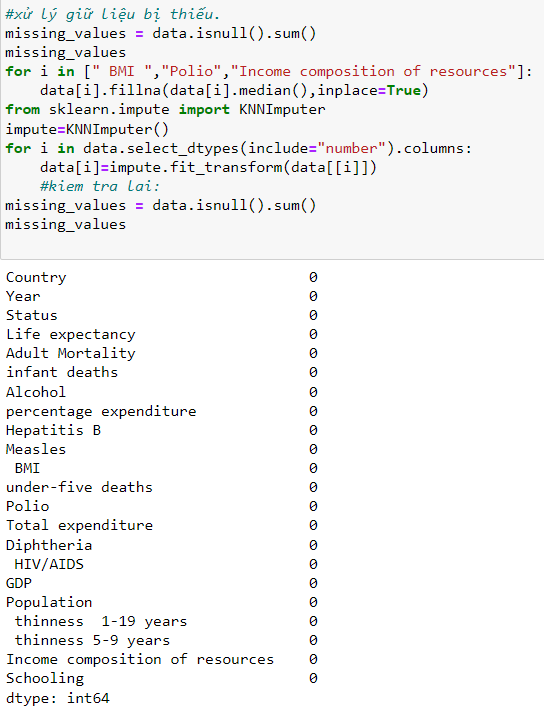 #xử lý giữ liệu bị thiếu.
missing_values = data.isnull().sum()
missing_values
for i in [" BMI ","Polio","Income composition of resources"]:
    data[i].fillna(data[i].median(),inplace=True)
from sklearn.impute import KNNImputer
impute=KNNImputer()
for i in data.select_dtypes(include="number").columns:
    data[i]=impute.fit_transform(data[[i]])
    #kiem tra lai:
missing_values = data.isnull().sum()
missing_values
Country                            0
Year                               0
Status                             0
Life expectancy                    0
Adult Mortality                    0
infant deaths                      0
Alcohol                            0
percentage expenditure             0
Hepatitis B                        0
Measles                            0
 BMI                               0
under-five deaths                  0
Polio                              0
Total expenditure                  0
Diphtheria                         0
 HIV/AIDS                          0
GDP                                0
Population                         0
 thinness  1-19 years              0
 thinness 5-9 years                0
Income composition of resources    0
Schooling                          0
dtype: int64